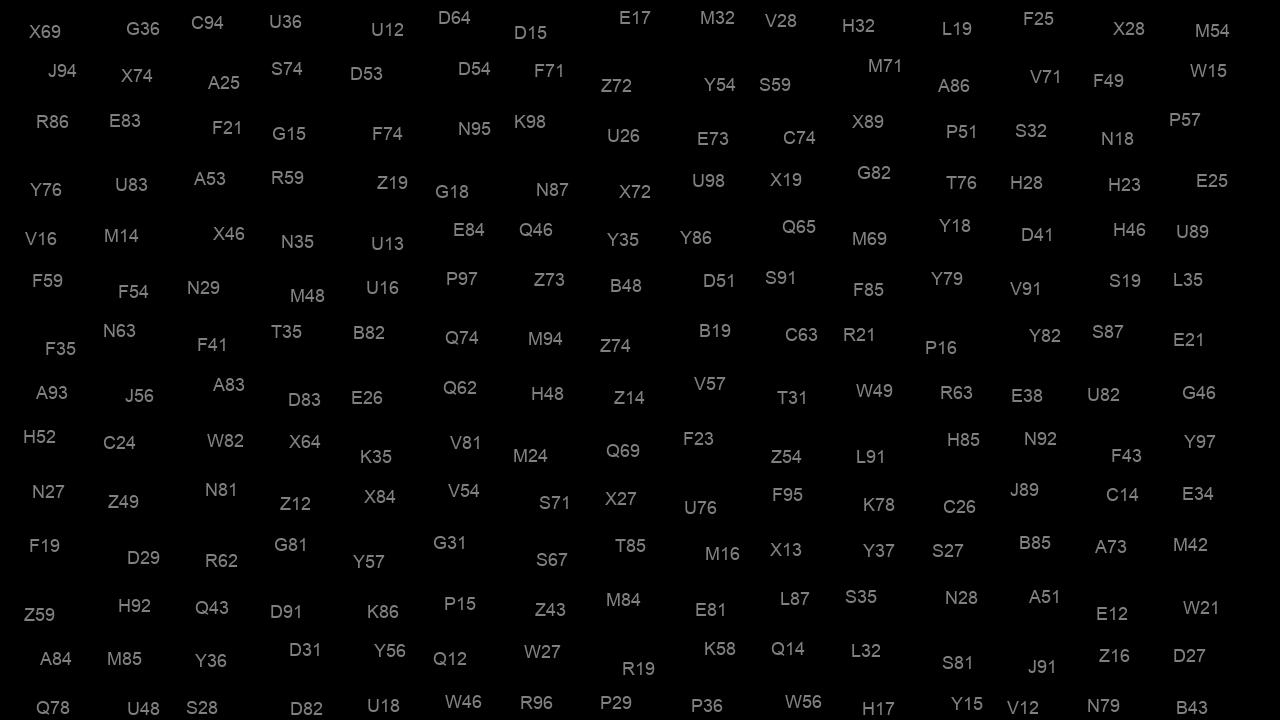 X69 G36 C94 U36 U12 D64 D15 E17 M32 V28 H32 L19 F25 X28 M54
J94 X74 A25 S74 D53 D54 F71 Z72 Y54 S59 M71 A86 V71 F49 W15
R86 E83 F21 G15 F74 N95 K98 U26 E73 C74 X89 P51 S32 N18 P57
Y76 U83 A53 R59 Z19 G18 N87 X72 U98 X19 G82 T76 H28 H23 E25
V16 M14 X46 N35 U13 E84 Q46 Y35 Y86 Q65 M69 Y18 D41 H46 U89
F59 F54 N29 M48 U16 P97 Z73 B48 D51 S91 F85 Y79 V91 S19 L35
F35 N63 F41 T35 B82 Q74 M94 Z74 B19 C63 R21 P16 Y82 S87 E21
A93 J56 A83 D83 E26 Q62 H48 Z14 V57 T31 W49 R63 E38 U82 G46
H52 C24 W82 X64 K35 V81 M24 Q69 F23 Z54 L91 H85 N92 F43 Y97
N27 Z49 N81 Z12 X84 V54 S71 X27 U76 F95 K78 C26 J89 C14 E34
F19 D29 R62 G81 Y57 G31 S67 T85 M16 X13 Y37 S27 B85 A73 M42
Z59 H92 Q43 D91 K86 P15 Z43 M84 E81 L87 S35 N28 A51 E12 W21
A84 M85 Y36 D31 Y56 Q12 W27 R19 K58 Q14 L32 S81 J91 Z16 D27
Q78 U48 S28 D82 U18 W46 R96 P29 P36 W56 H17 Y15 V12 N79 B43